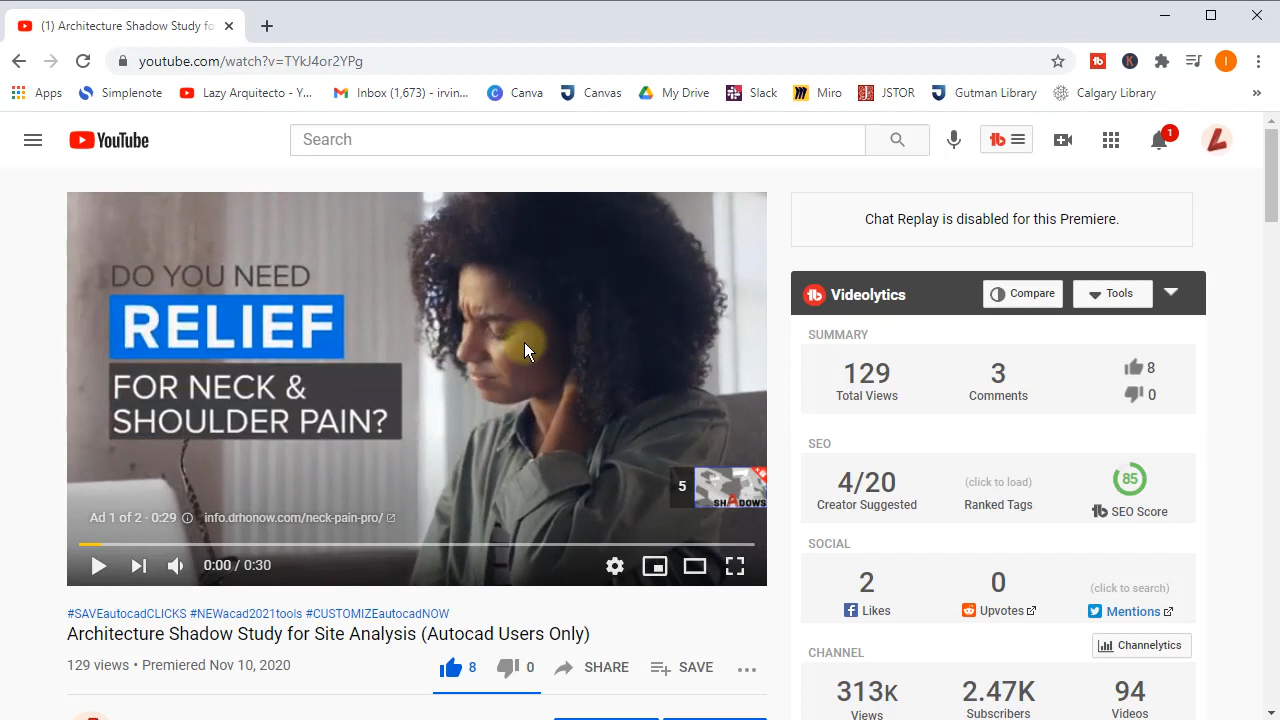 (1) Architecture Shadow Study fo
youtube.com/watch?v=TYkJ4or2YPg
Apps Simplenote Lazy Arquitecto - Y... Inbox (1,673) - irvin... Canva Canvas My Drive Slack Miro JSTOR Gutman Library Calgary Library »
YouTube Search 1
DO YOU NEED
RELIEF
FOR NECK &
SHOULDER PAIN?
5 SHADOWS
Ad 1 of 2 · 0:29 info.drhonow.com/neck-pain-pro/
0:00 / 0:30
#SAVEautocadCLICKS #NEWacad2021tools #CUSTOMIZEautocadNOW
Architecture Shadow Study for Site Analysis (Autocad Users Only)
129 views • Premiered Nov 10, 2020 8 0 SHARE SAVE
Chat Replay is disabled for this Premiere.
Videolytics Compare Tools
SUMMARY
129 3 8
Total Views Comments 0
SEO
4/20 (click to load) 85
Creator Suggested Ranked Tags SEO Score
SOCIAL
2 0 (click to search)
Likes Upvotes Mentions
Channelytics
CHANNEL
313K 2.47K 94
Views Subscribers Videos